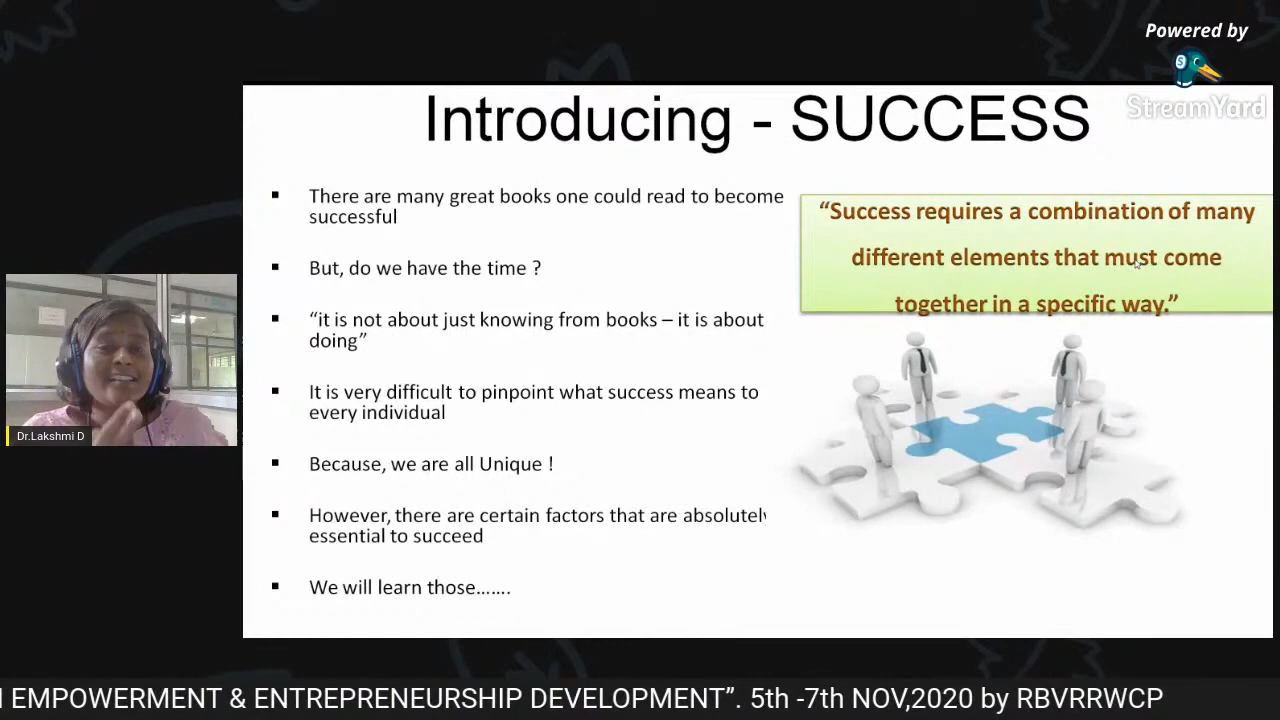 Powered by
StreamYard
Introducing - SUCCESS
There are many great books one could read to become
successful
But, do we have the time ?
“it is not about just knowing from books – it is about
doing”
It is very difficult to pinpoint what success means to
every individual
Because, we are all Unique !
However, there are certain factors that are absolutely
essential to succeed
We will learn those.......
“Success requires a combination of many
different elements that must come
together in a specific way.”
Dr.Lakshmi D
EMPOWERMENT & ENTREPRENEURSHIP DEVELOPMENT”. 5th -7th NOV,2020 by RBVRRWCP